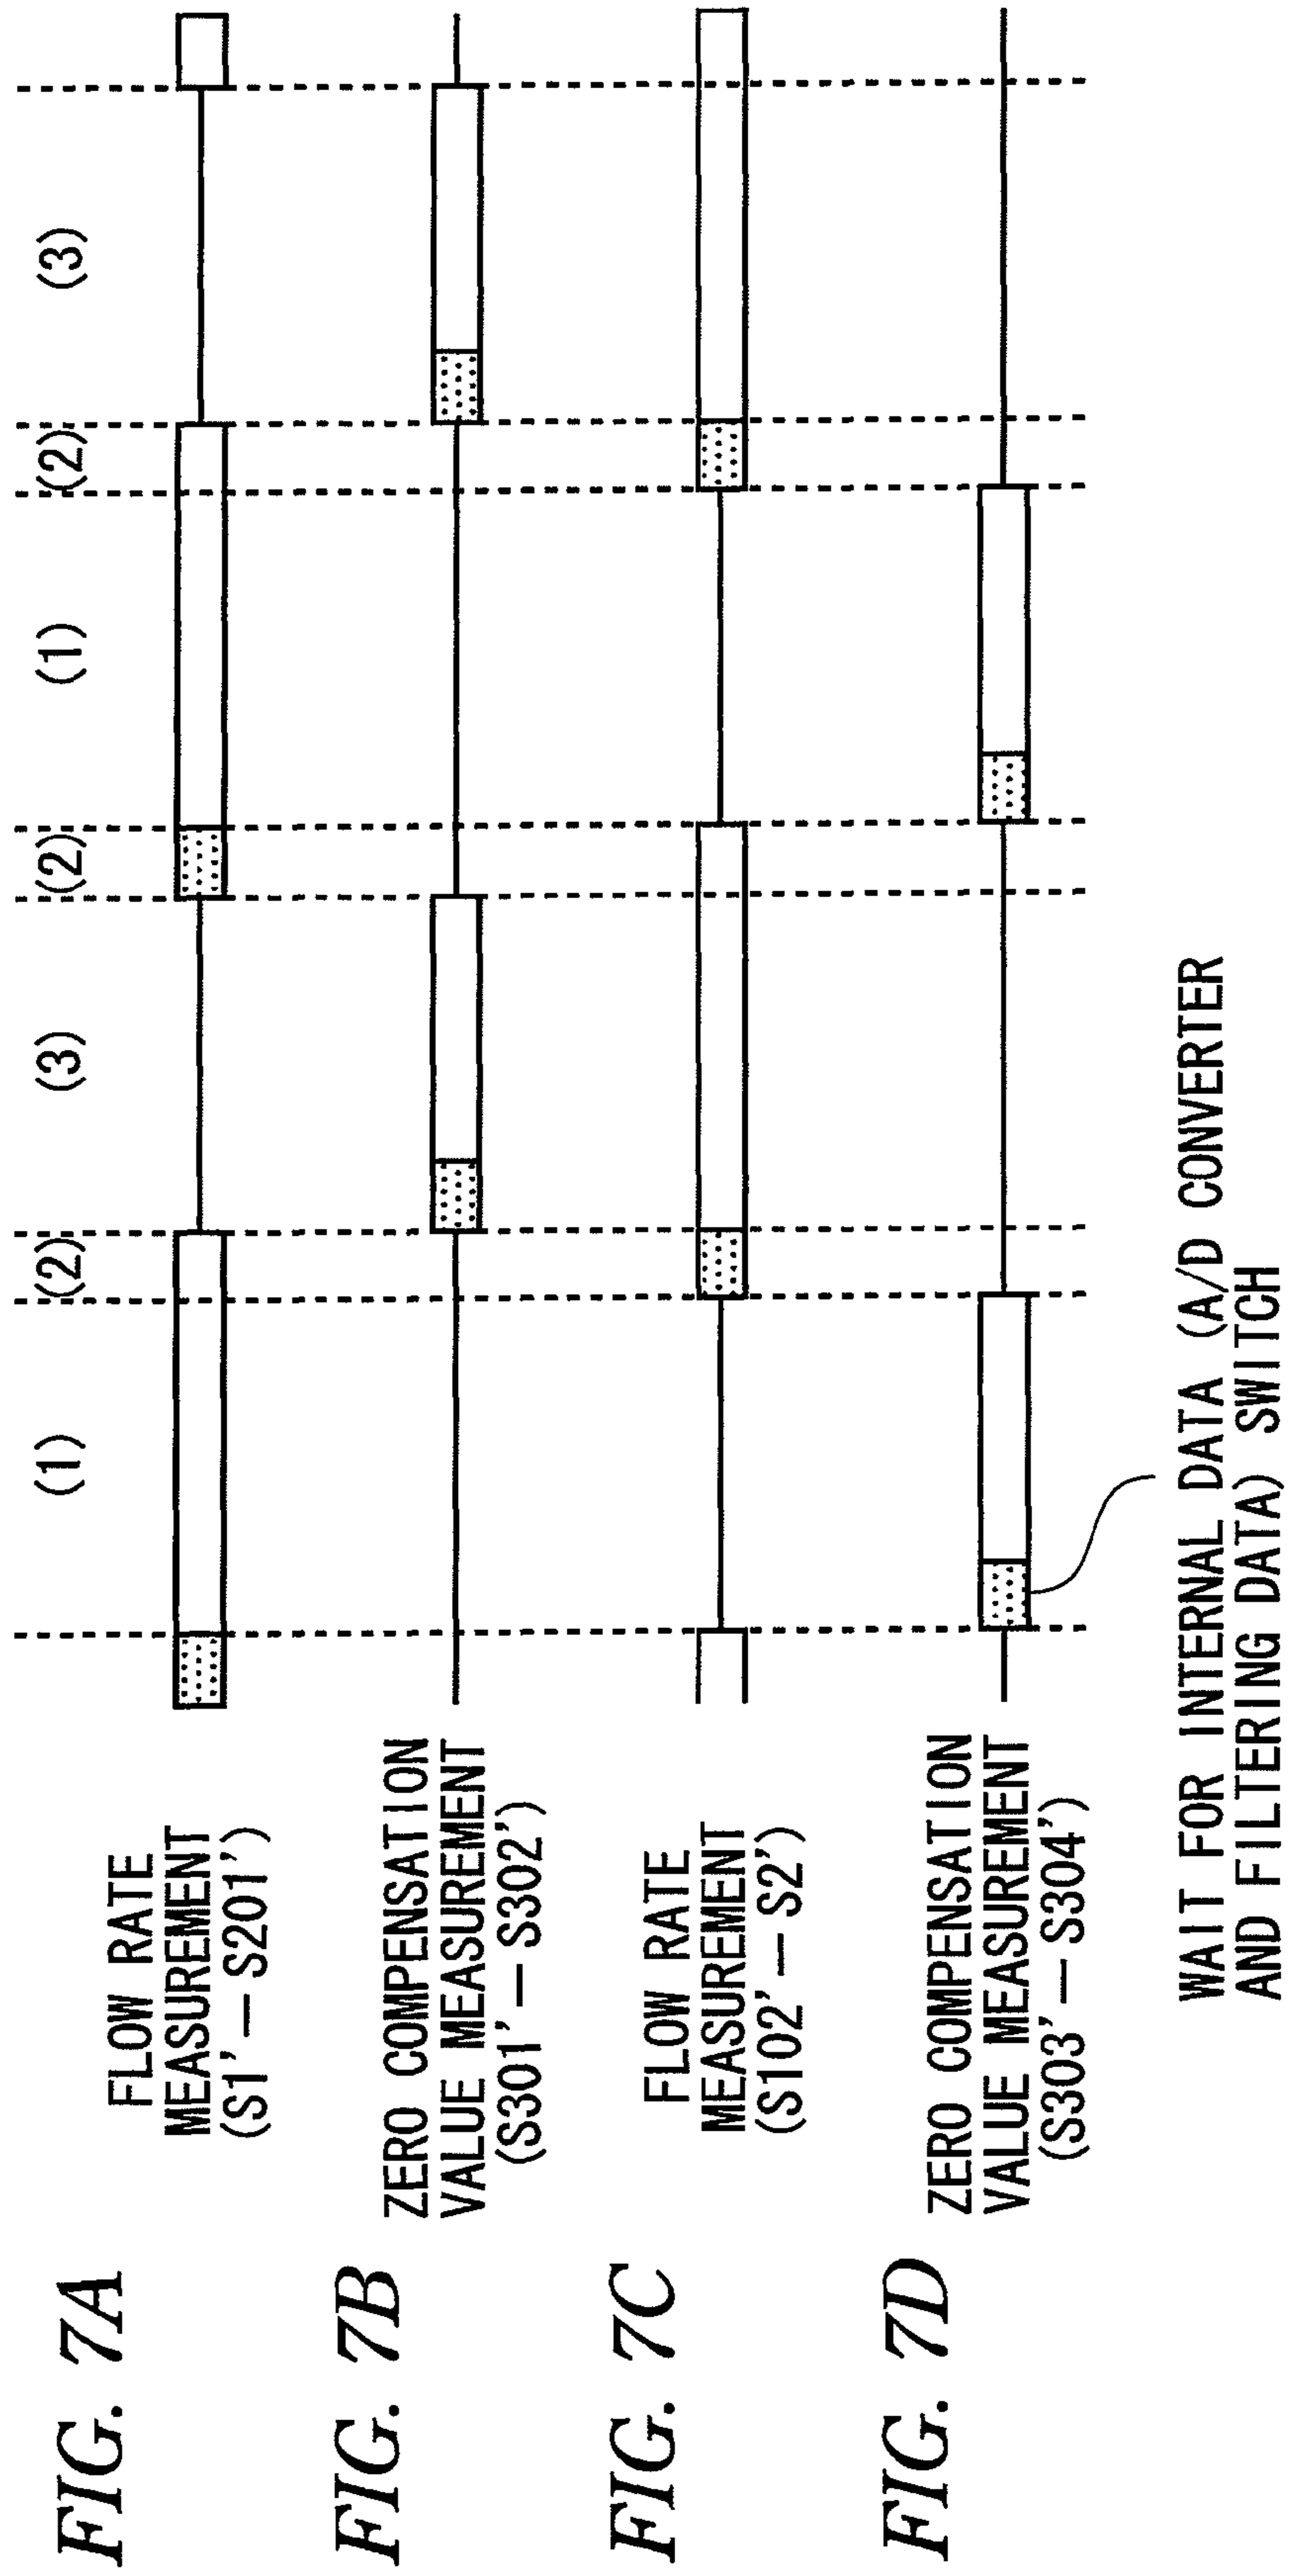 (1)
(2)
(3)
(2)
(1)
(2)
(3)
FIG. 7A
FLOW RATE
MEASUREMENT
(S1'—S201')
FIG. 7B
ZERO COMPENSATION
VALUE MEASUREMENT
(S301'—S302')
FIG. 7C
FLOW RATE
MEASUREMENT
(S102'—S2')
FIG. 7D
ZERO COMPENSATION
VALUE MEASUREMENT
(S303'—S304')
WAIT FOR INTERNAL DATA (A/D CONVERTER
AND FILTERING DATA) SWITCH